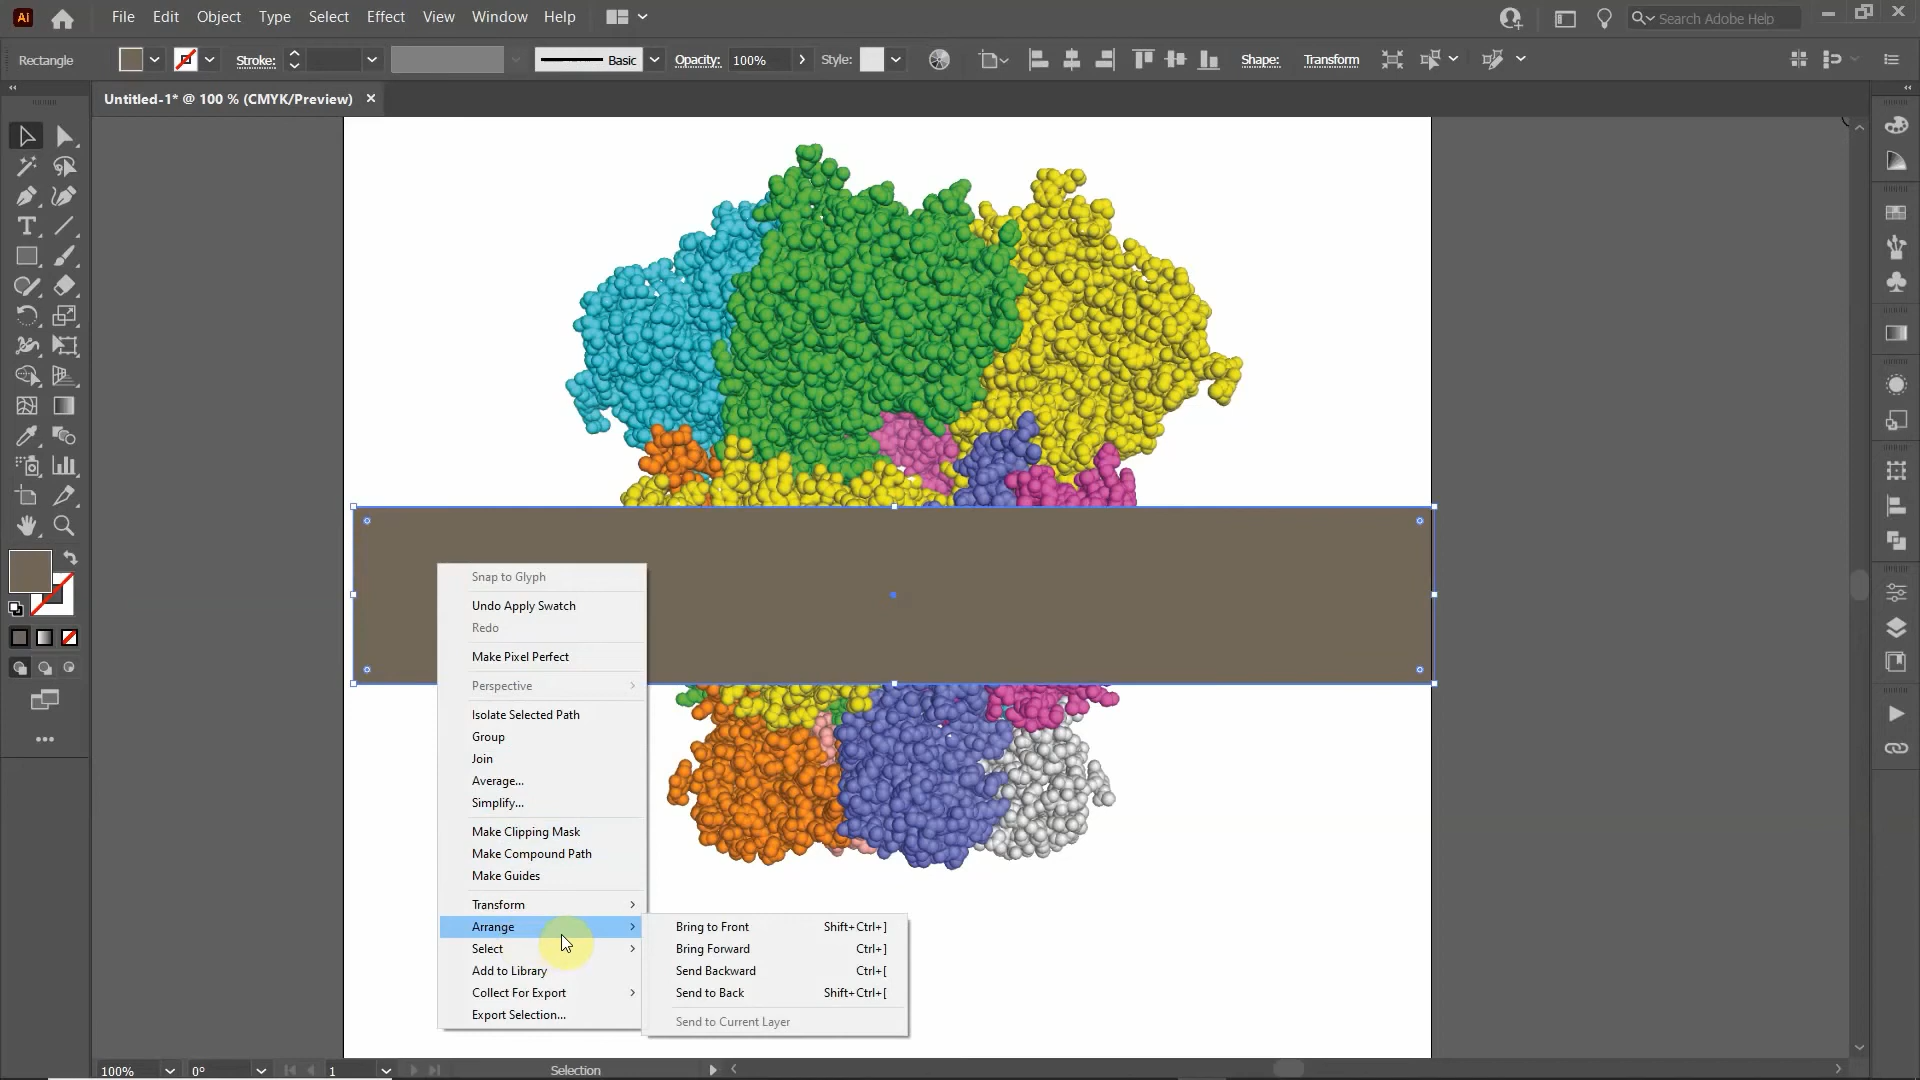 Ai File Edit Object Type Select Effect View Window Help Search Adobe Help
Rectangle Stroke: Basic Opacity: 100% Style: Shape: Transform
Untitled-1* @ 100 % (CMYK/Preview)
Snap to Glyph
Undo Apply Swatch
Redo
Make Pixel Perfect
Perspective
Isolate Selected Path
Group
Join
Average...
Simplify...
Make Clipping Mask
Make Compound Path
Make Guides
Transform
Arrange
Select
Add to Library
Collect For Export
Export Selection...
Bring to Front Shift+Ctrl+]
Bring Forward Ctrl+]
Send Backward Ctrl+[
Send to Back Shift+Ctrl+[
Send to Current Layer
100% 0° 1 Selection